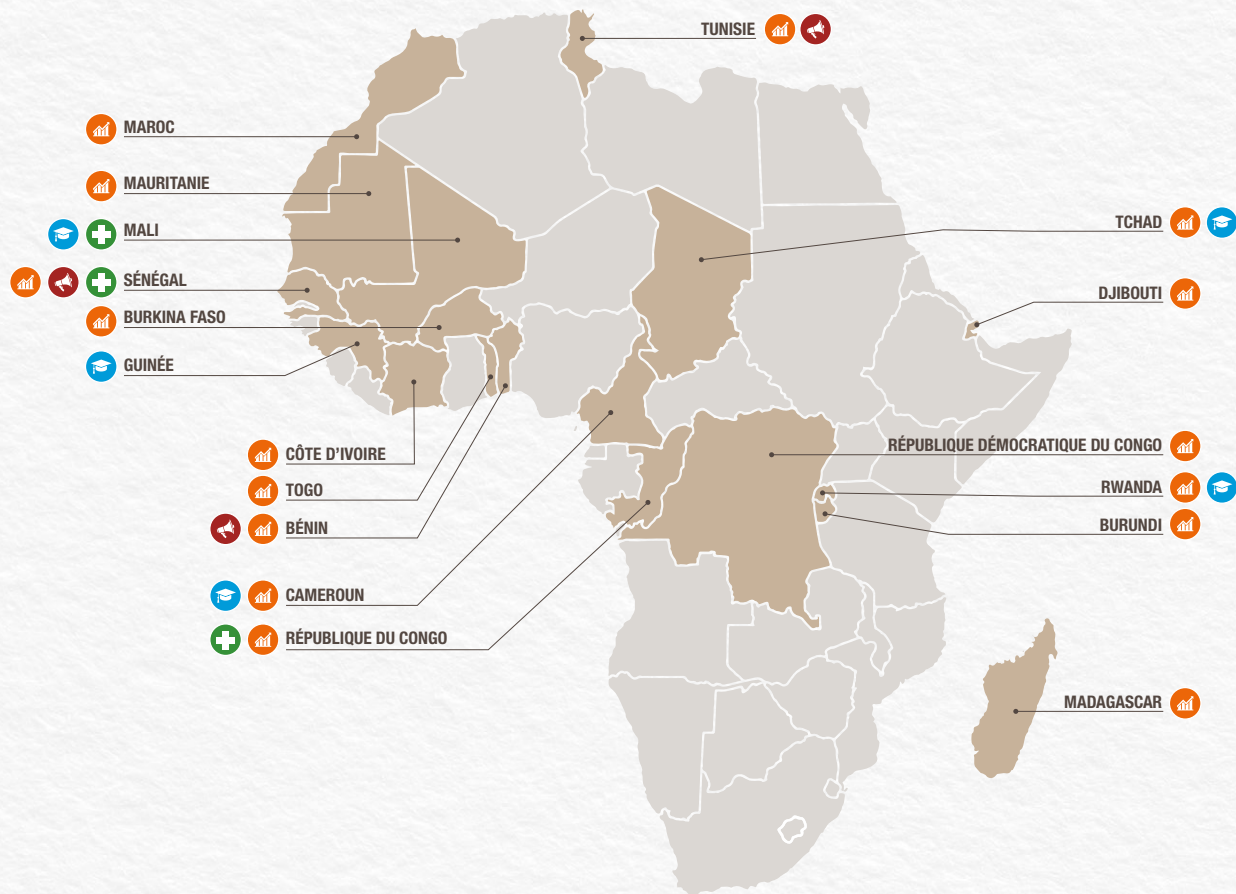 TUNISIE
MAROC
MAURITANIE
MALI
SÉNÉGAL
BURKINA FASO
GUINÉE
CÔTE D'IVOIRE
TOGO
BÉNIN
CAMEROUN
RÉPUBLIQUE DU CONGO
TCHAD
DJIBOUTI
RÉPUBLIQUE DÉMOCRATIQUE DU CONGO
RWANDA
BURUNDI
MADAGASCAR